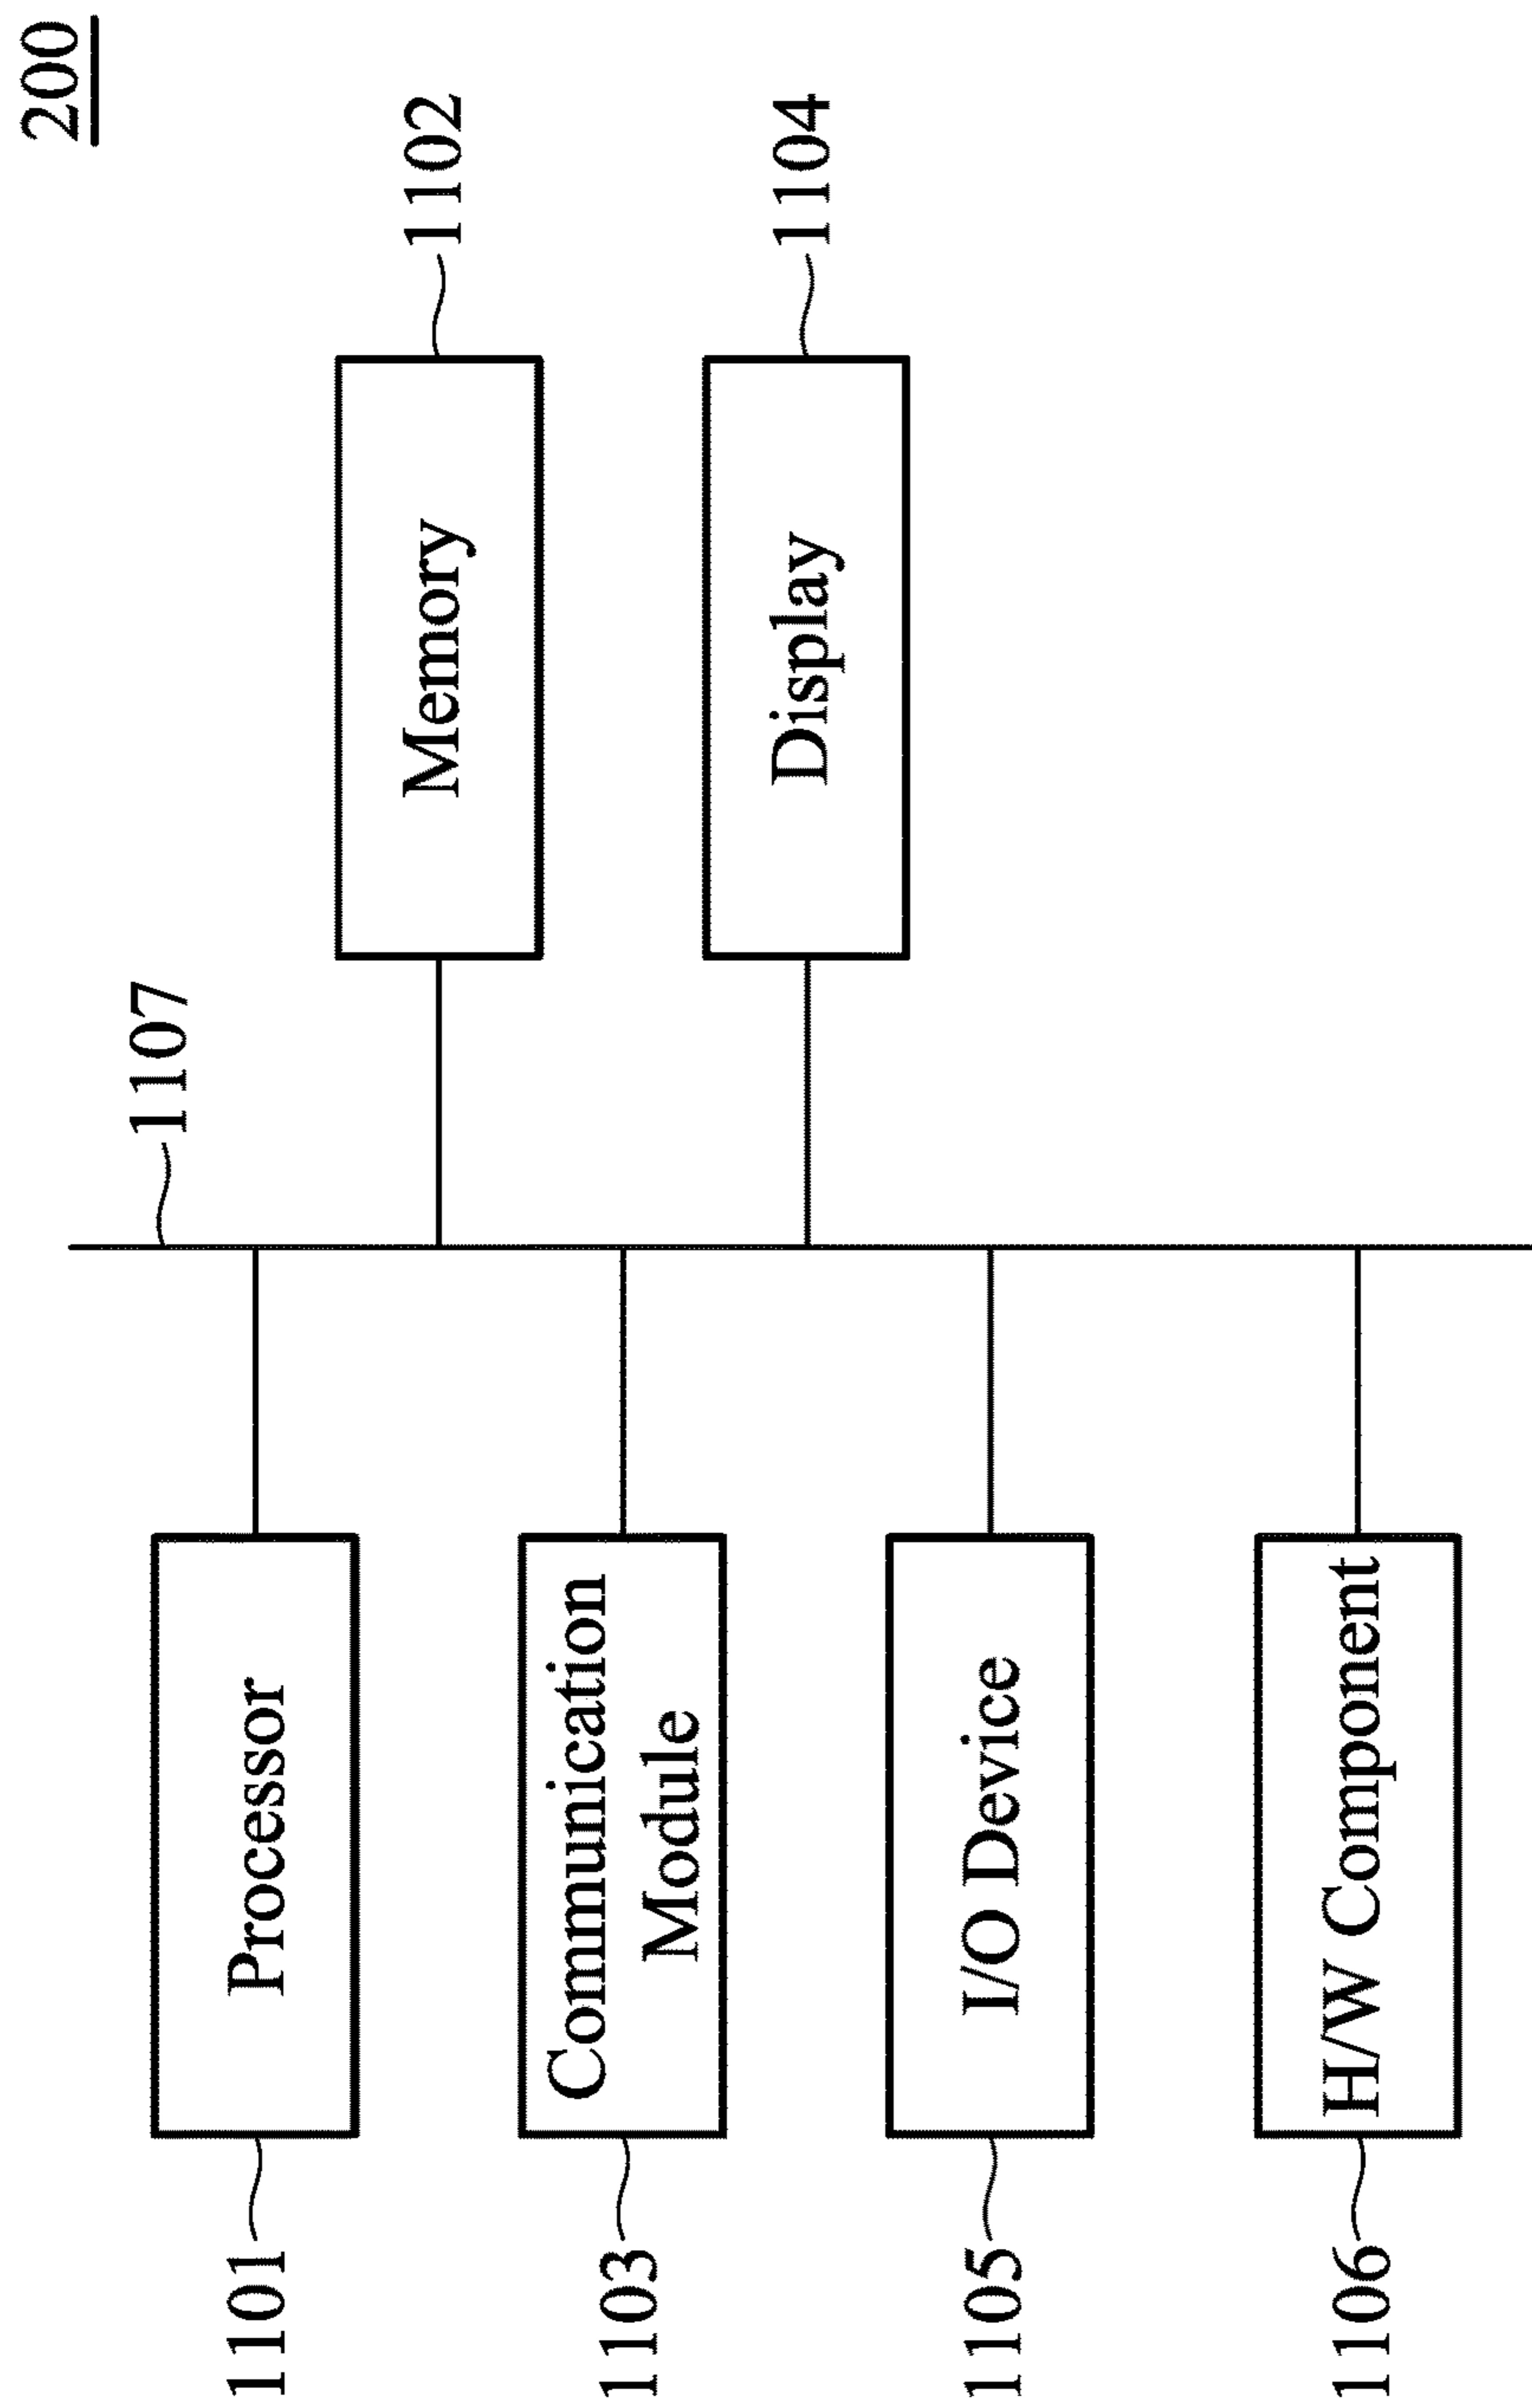 200
1107
1101
Processor
Memory
1102
1103
Communication
Module
Display
1104
1105
I/O Device
1106
H/W Component